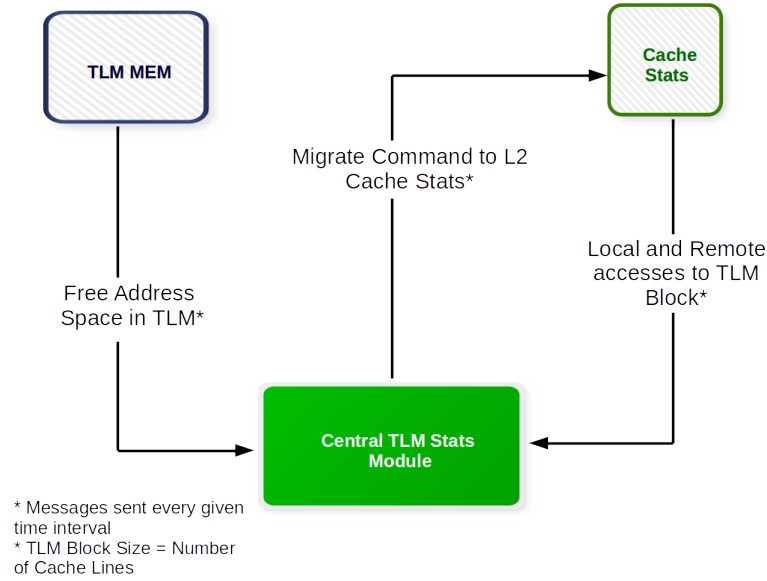 TLM MEM
Cache
Stats
Migrate Command to L2
Cache Stats*
Local and Remote
accesses to TLM
Block*
Free Address
Space in TLM*
Central TLM Stats
Module
* Messages sent every given
time interval
* TLM Block Size = Number
of Cache Lines